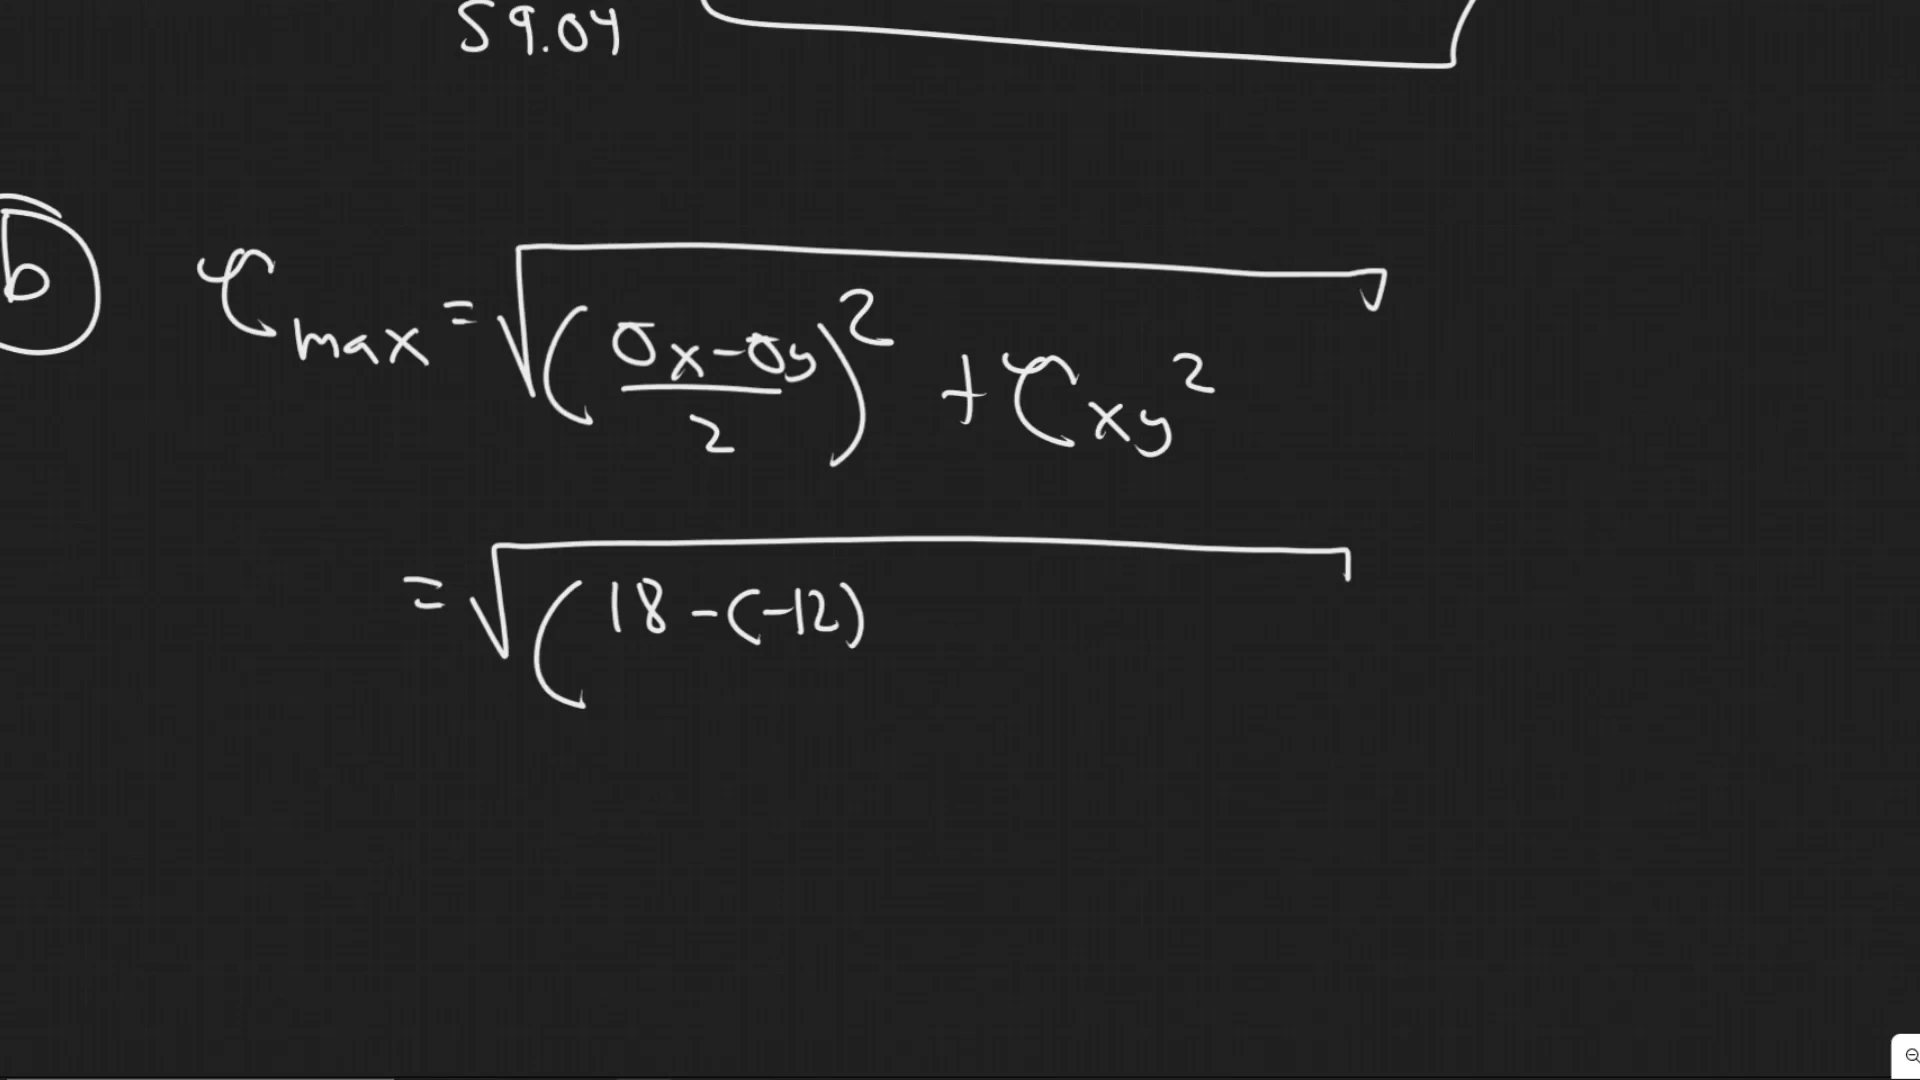 59.04
b τmax = √((σx-σy)/2)² + τxy²
= √(18-(-12)